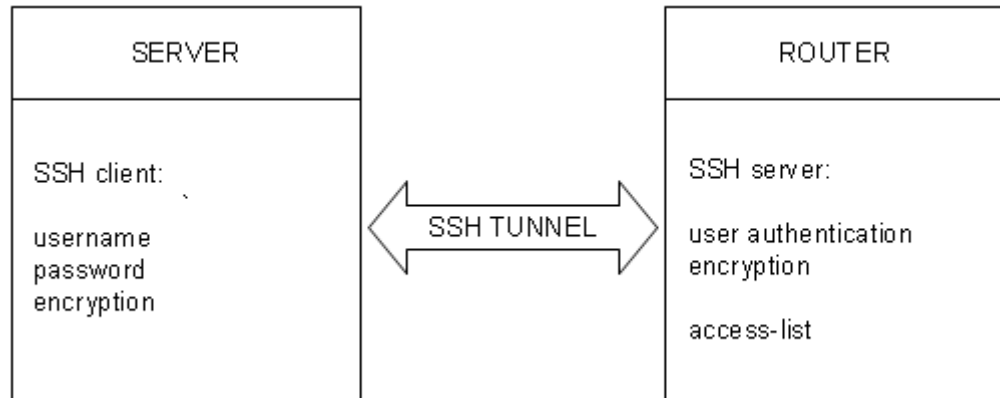 SERVER
SSH client:
username
password
encryption
SSH TUNNEL
ROUTER
SSH server:
user authentication
encryption
access-list